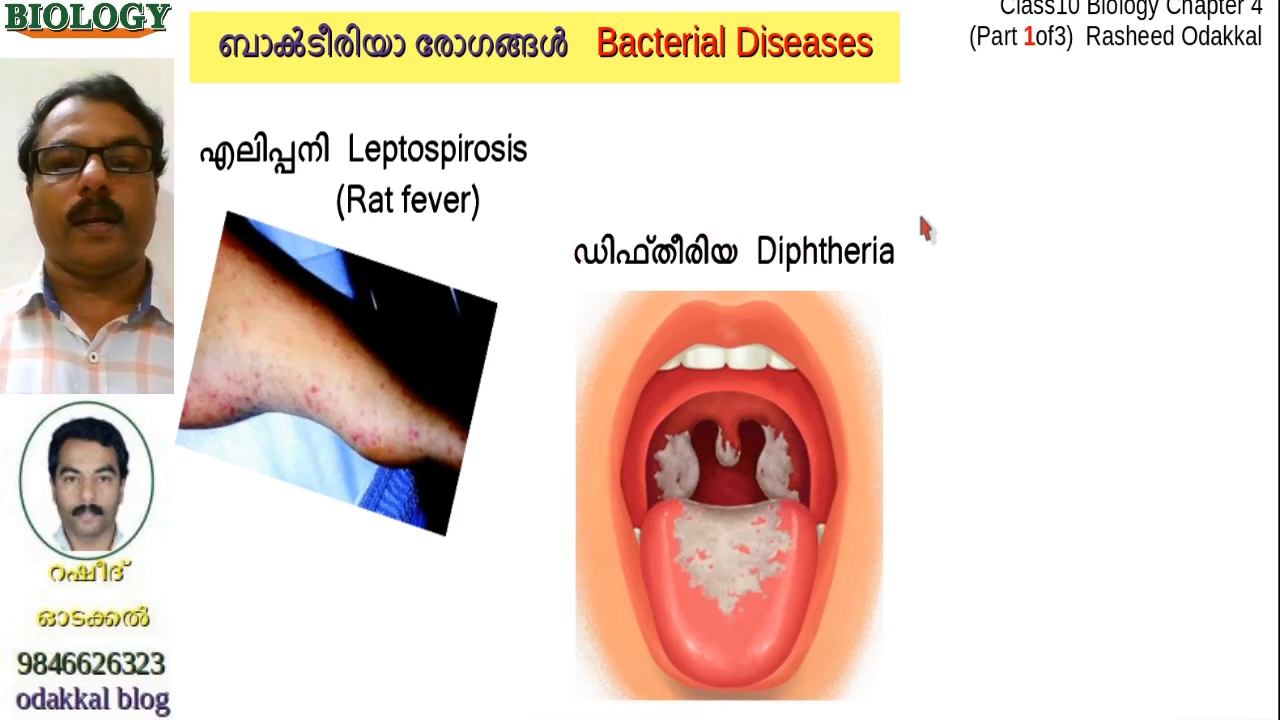 BIOLOGY
ബാക്ടീരിയാ രോഗങ്ങൾ Bacterial Diseases
Class10 Biology Chapter 4
(Part 1of3) Rasheed Odakkal
എലിപ്പനി Leptospirosis
(Rat fever)
ഡിഫ്തീരിയ Diphtheria
റഷീദ്
ഓടക്കൽ
9846626323
odakkal blog